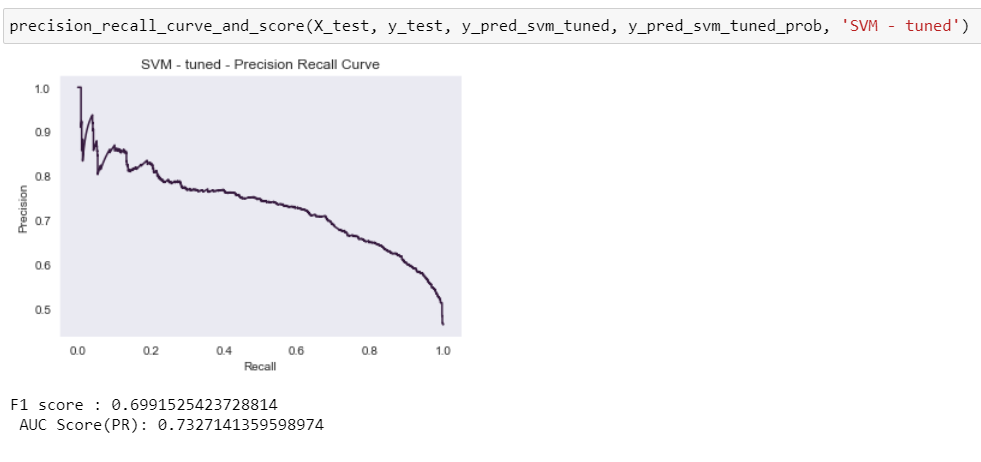 precision_recall_curve_and_score(X_test, y_test, y_pred_svm_tuned, y_pred_svm_tuned_prob, 'SVM - tuned')
SVM - tuned - Precision Recall Curve
1.0
0.9
0.8
0.7
0.6
0.5
Precision
0.0 0.2 0.4 0.6 0.8 1.0
Recall
F1 score : 0.6991525423728814
AUC Score(PR): 0.7327141359598974